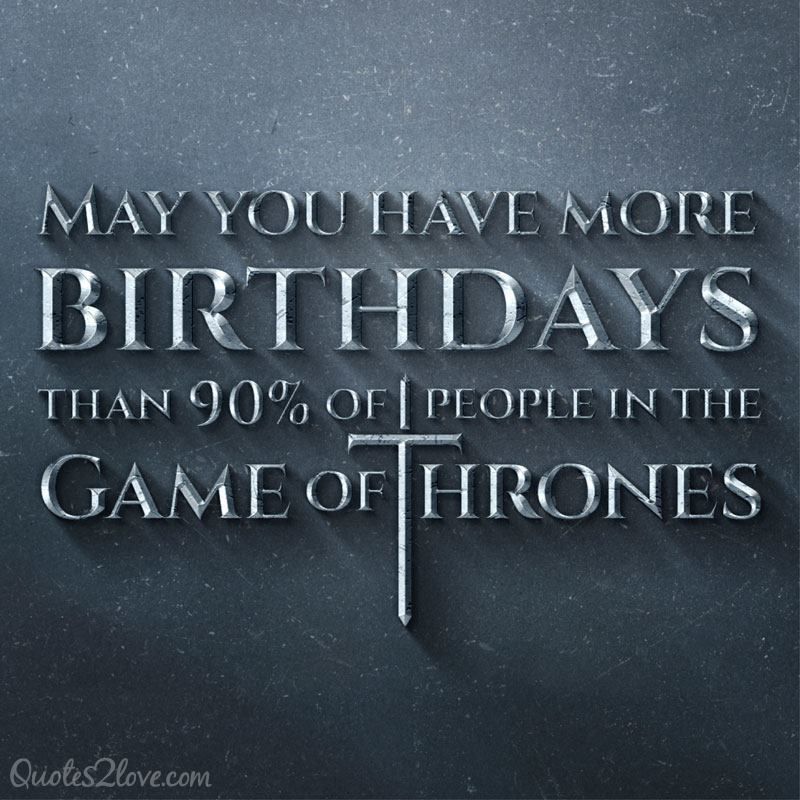 MAY YOU HAVE MORE
BIRTHDAYS
THAN 90% OF PEOPLE IN THE
GAME OF THRONES
Quotes2love.com